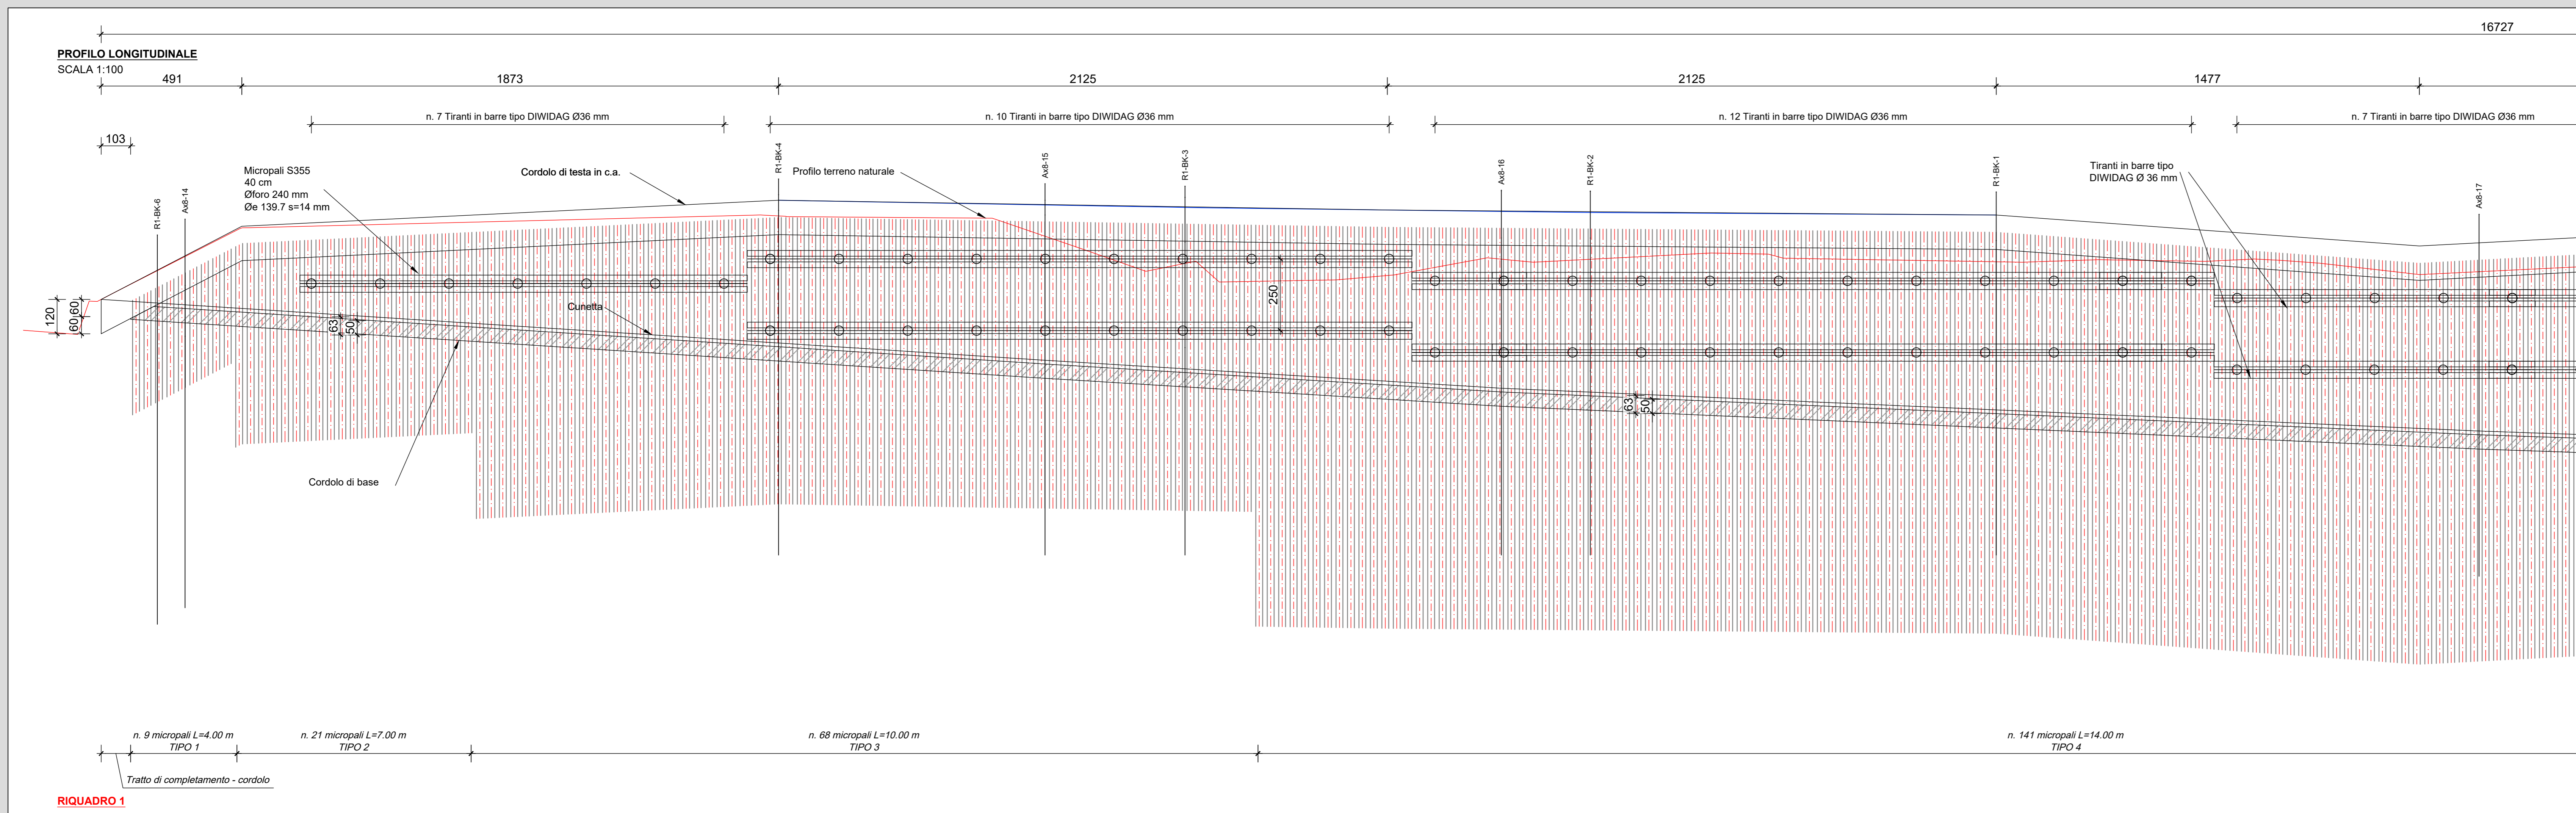 16727
PROFILO LONGITUDINALE
SCALA 1:100
491
1873
2125
2125
1477
n. 7 Tiranti in barre tipo DIWIDAG Ø36 mm
n. 10 Tiranti in barre tipo DIWIDAG Ø36 mm
n. 12 Tiranti in barre tipo DIWIDAG Ø36 mm
n. 7 Tiranti in barre tipo DIWIDAG Ø36 mm
103
R1-BK-6
Ax8-14
Micropali S355
40 cm
Øforo 240 mm
Øe 139.7 s=14 mm
Cordolo di testa in c.a.
R1-BK-4
Profilo terreno naturale
Ax8-15
R1-BK-3
Ax8-16
R1-BK-2
R1-BK-1
Tiranti in barre tipo
DIWIDAG Ø 36 mm
Ax8-17
120
60
60
63
50
Cunetta
250
63
50
Cordolo di base
n. 9 micropali L=4.00 m
TIPO 1
n. 21 micropali L=7.00 m
TIPO 2
n. 68 micropali L=10.00 m
TIPO 3
n. 141 micropali L=14.00 m
TIPO 4
Tratto di completamento - cordolo
RIQUADRO 1